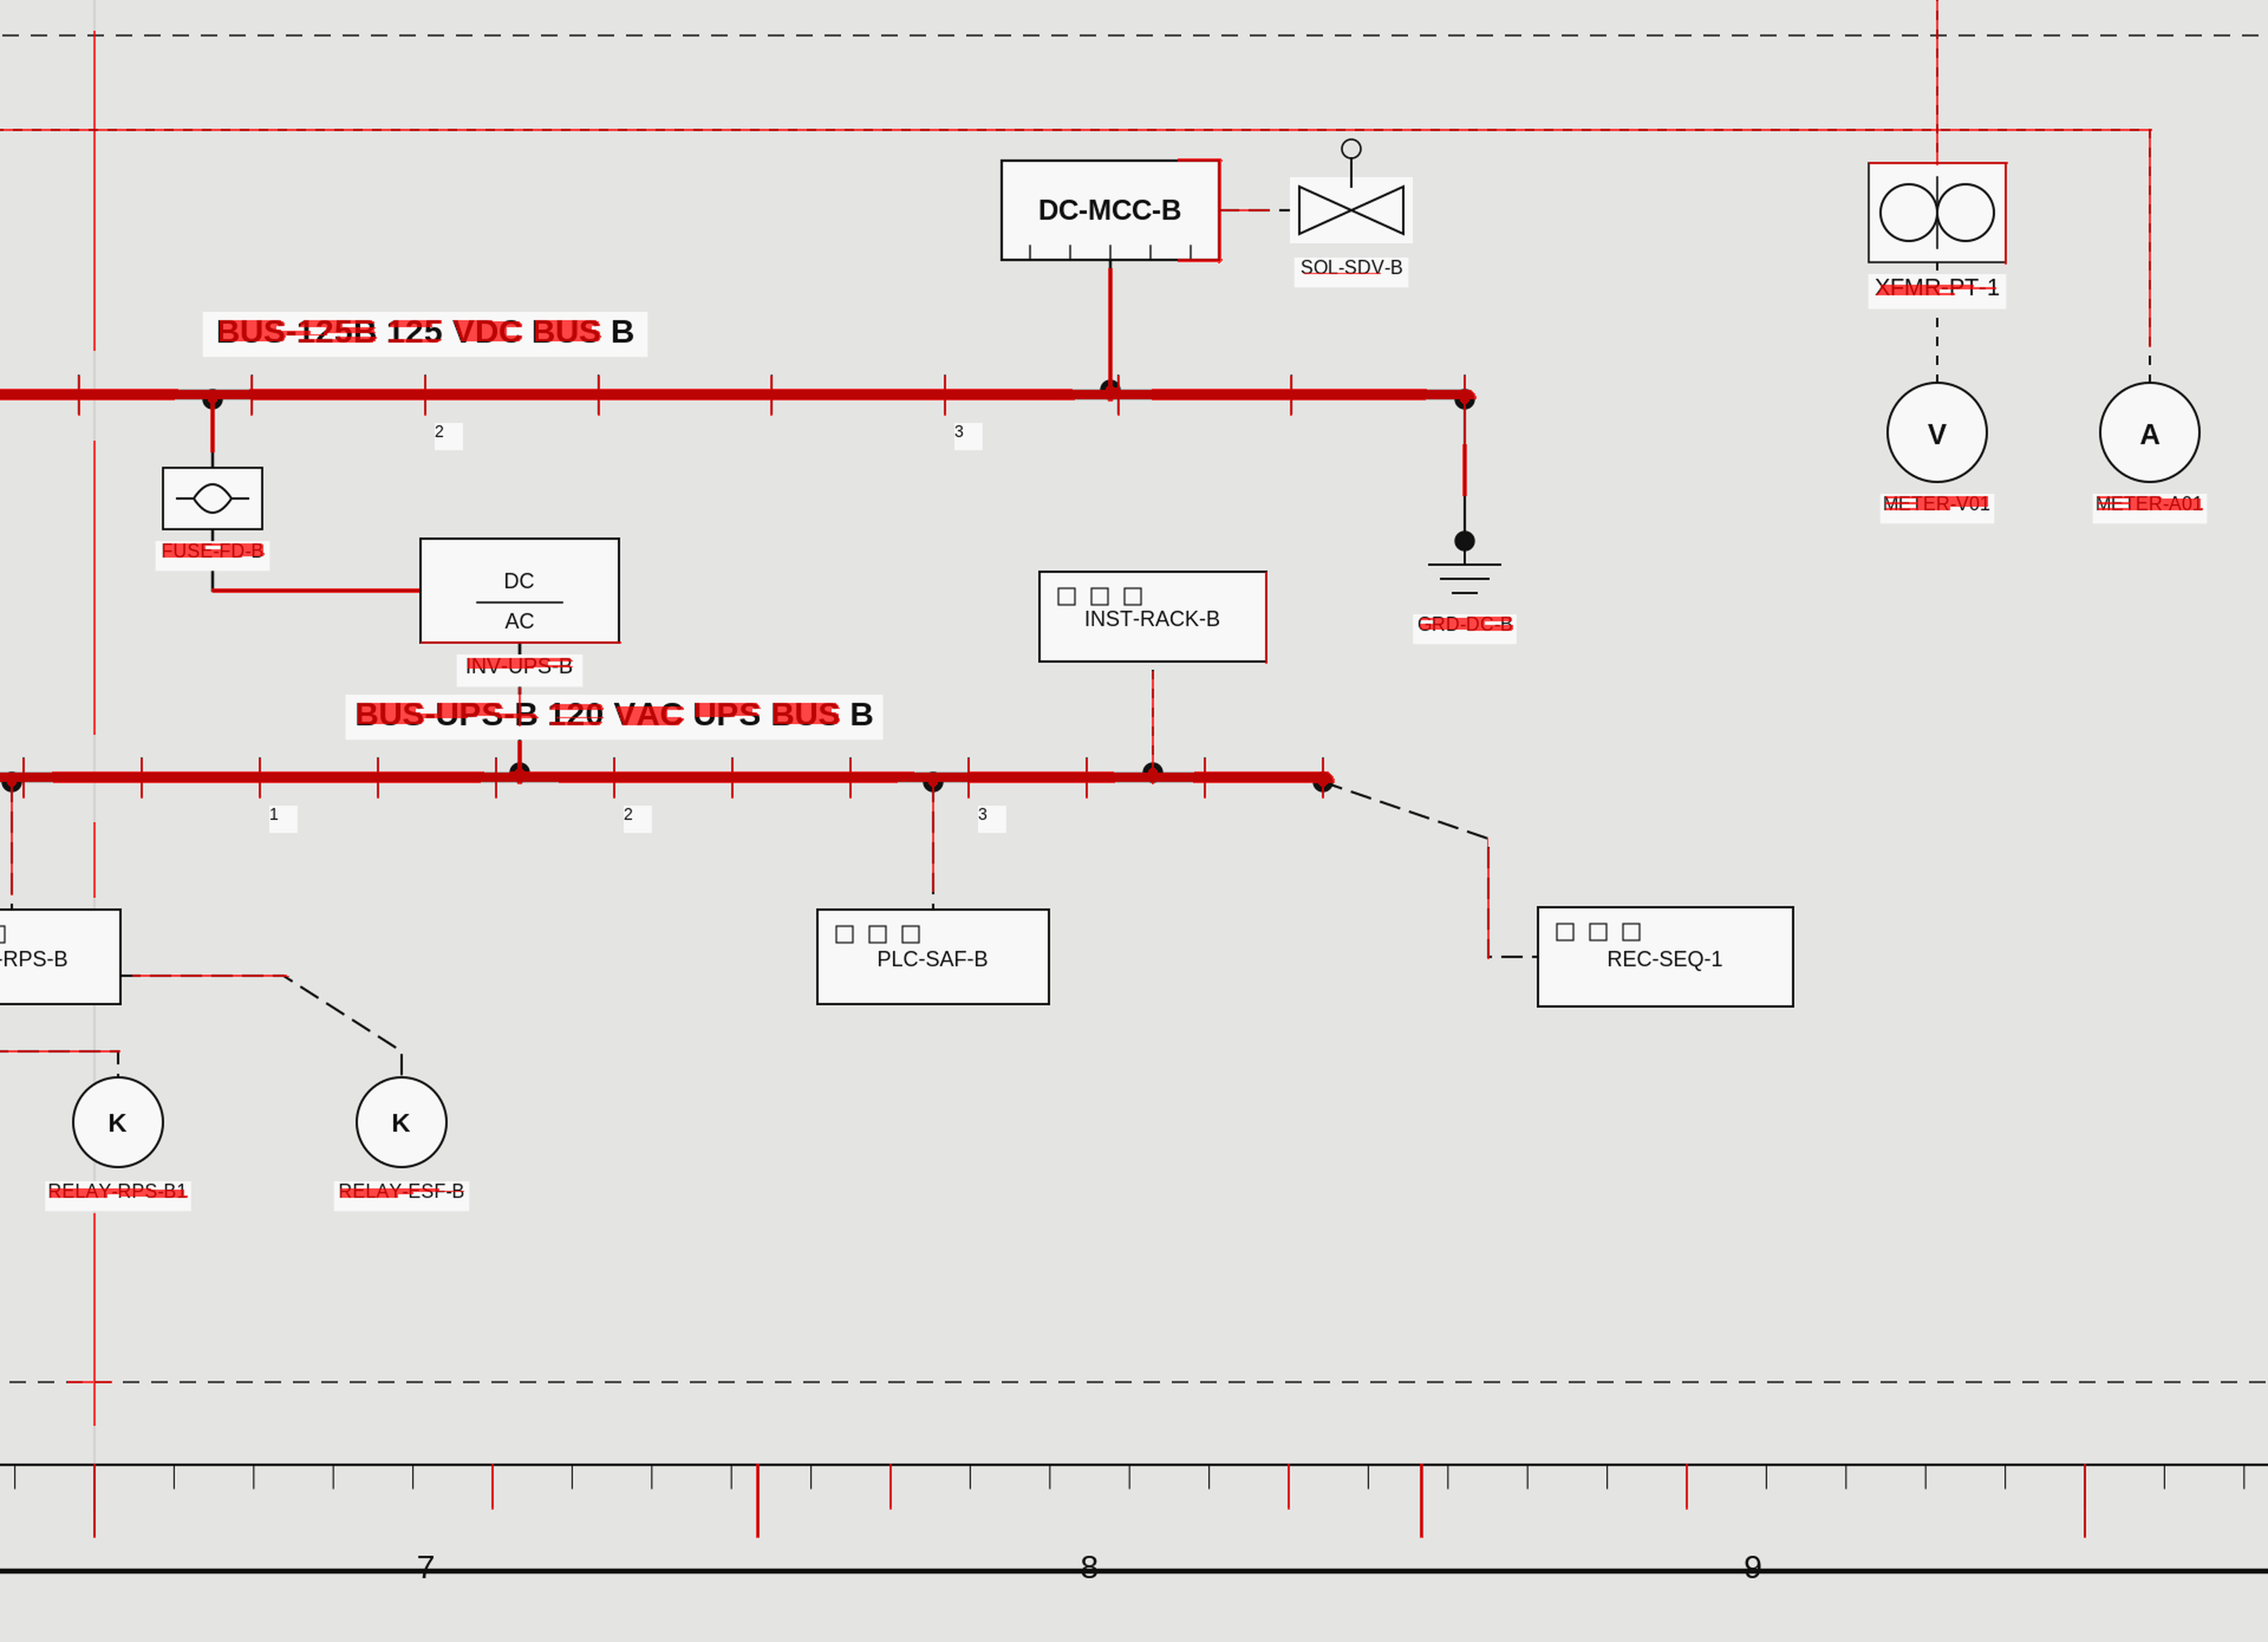 DC-MCC-B
SOL-SDV-B
XFMR-PT-1
BUS-125B 125 VDC BUS B
2
3
V
A
METER-V01
METER-A01
FUSE-FD-B
DC
AC
INST-RACK-B
GRD-DC-B
INV-UPS-B
BUS-UPS-B 120 VAC UPS BUS B
1
2
3
-RPS-B
PLC-SAF-B
REC-SEQ-1
K
K
RELAY-RPS-B1
RELAY-ESF-B
7
8
9